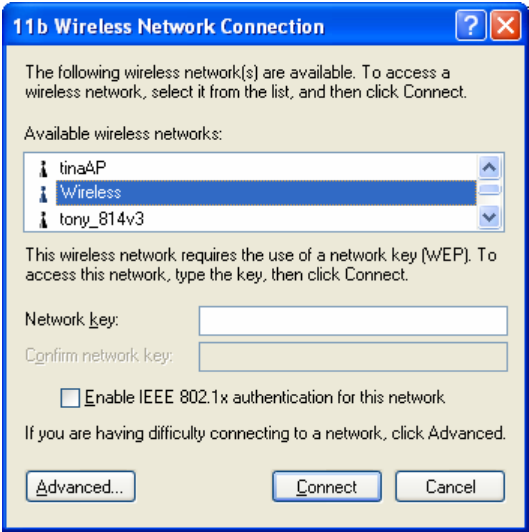 11b Wireless Network Connection
The following wireless network(s) are available. To access a
wireless network, select it from the list, and then click Connect.
Available wireless networks:
tinaAP
Wireless
tony_814v3
This wireless network requires the use of a network key (WEP). To
access this network, type the key, then click Connect.
Network key:
Confirm network key:
Enable IEEE 802.1x authentication for this network
If you are having difficulty connecting to a network, click Advanced.
Advanced... Connect Cancel